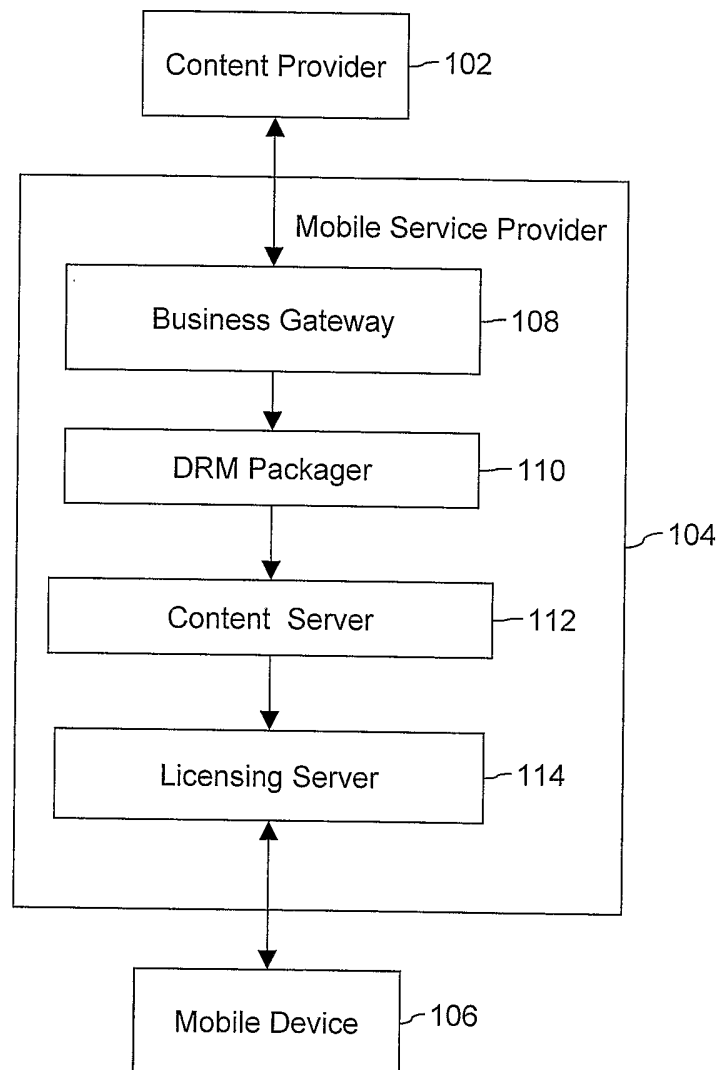 Content Provider 102
Mobile Service Provider
Business Gateway 108
DRM Packager 110
104
Content Server 112
Licensing Server 114
Mobile Device 106